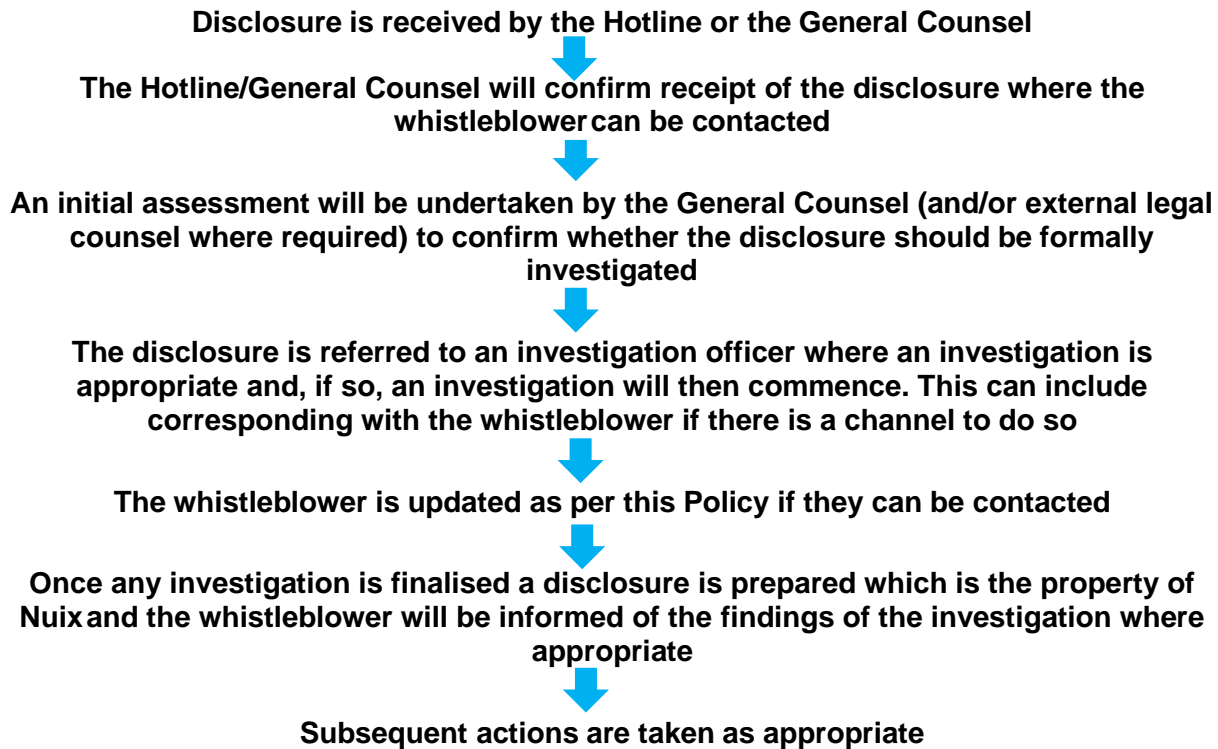 Disclosure is received by the Hotline or the General Counsel
The Hotline/General Counsel will confirm receipt of the disclosure where the
whistleblower can be contacted
An initial assessment will be undertaken by the General Counsel (and/or external legal
counsel where required) to confirm whether the disclosure should be formally
investigated
The disclosure is referred to an investigation officer where an investigation is
appropriate and, if so, an investigation will then commence. This can include
corresponding with the whistleblower if there is a channel to do so
The whistleblower is updated as per this Policy if they can be contacted
Once any investigation is finalised a disclosure is prepared which is the property of
Nuix and the whistleblower will be informed of the findings of the investigation where
appropriate
Subsequent actions are taken as appropriate